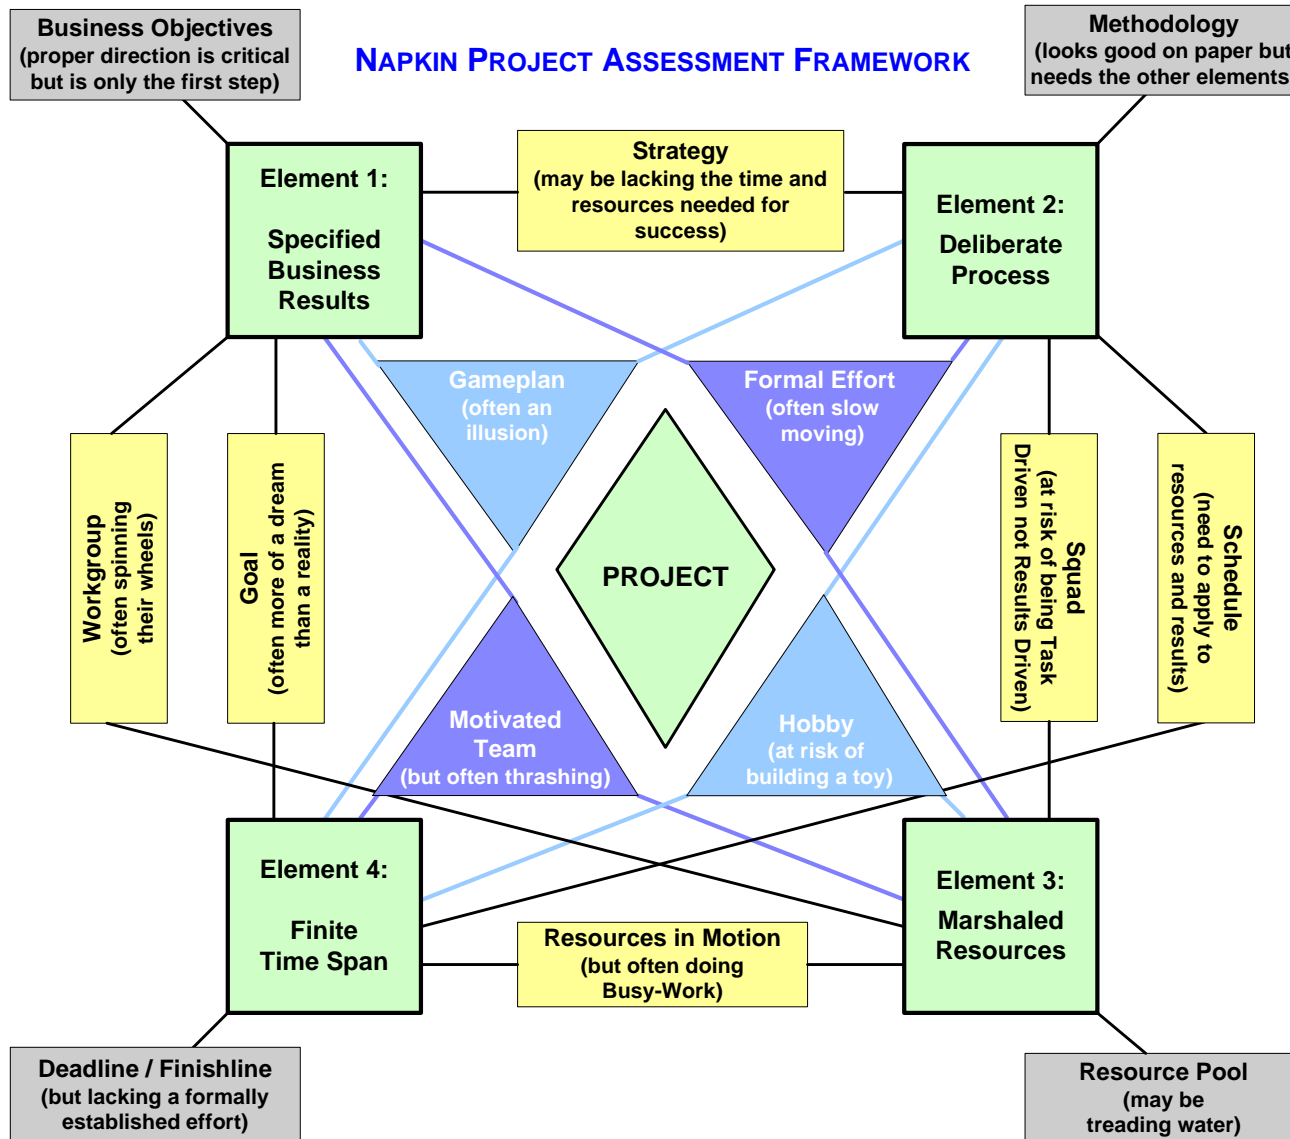 Business Objectives
(proper direction is critical
but is only the first step)
NAPKIN PROJECT ASSESSMENT FRAMEWORK
Methodology
(looks good on paper but
needs the other elements
Element 1:
Specified
Business
Results
Strategy
(may be lacking the time and
resources needed for
success)
Element 2:
Deliberate
Process
Gameplan
(often an
illusion)
Formal Effort
(often slow
moving)
Workgroup
(often spinning
their wheels)
Goal
(often more of a dream
than a reality)
PROJECT
Squad
(at risk of being Task
Driven not Results Driven)
Schedule
(need to apply to
resources and results)
Motivated
Team
(but often thrashing)
Hobby
(at risk of
building a toy)
Element 4:
Finite
Time Span
Resources in Motion
(but often doing
Busy-Work)
Element 3:
Marshaled
Resources
Deadline / Finishline
(but lacking a formally
established effort)
Resource Pool
(may be
treading water)